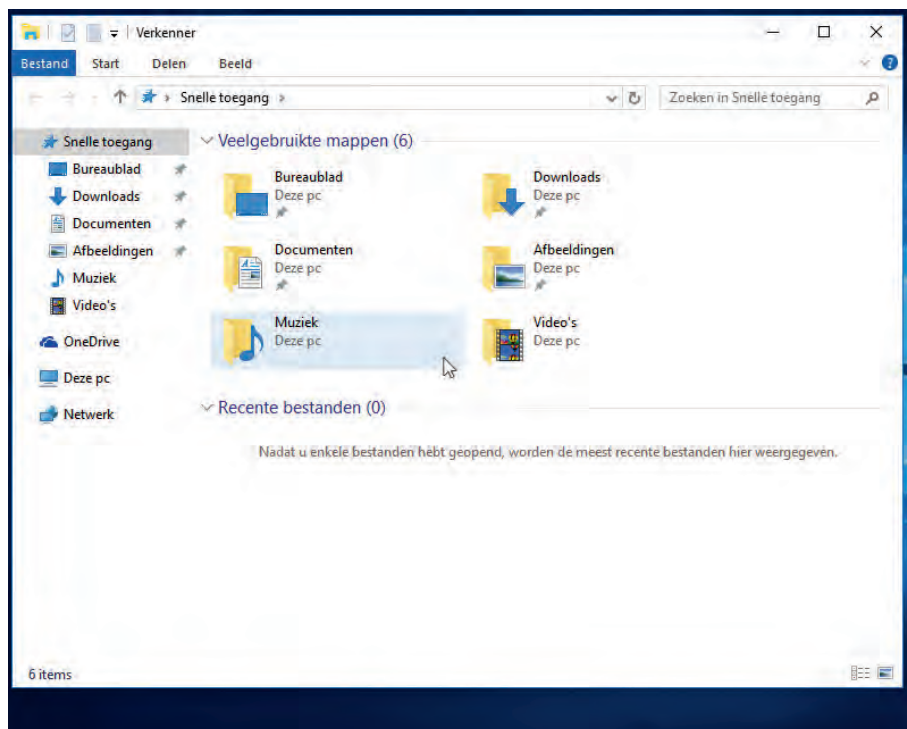 Verkenner
Bestand Start Delen Beeld
Snelle toegang Zoeken in Snelle toegang
Snelle toegang
Bureaublad
Downloads
Documenten
Afbeeldingen
Muziek
Video's
OneDrive
Deze pc
Netwerk
Veelgebruikte mappen (6)
Bureaublad
Deze pc
Downloads
Deze pc
Documenten
Deze pc
Afbeeldingen
Deze pc
Muziek
Deze pc
Video's
Deze pc
Recente bestanden (0)
Nadat u enkele bestanden hebt geopend, worden de meest recente bestanden hier weergegeven.
6 items